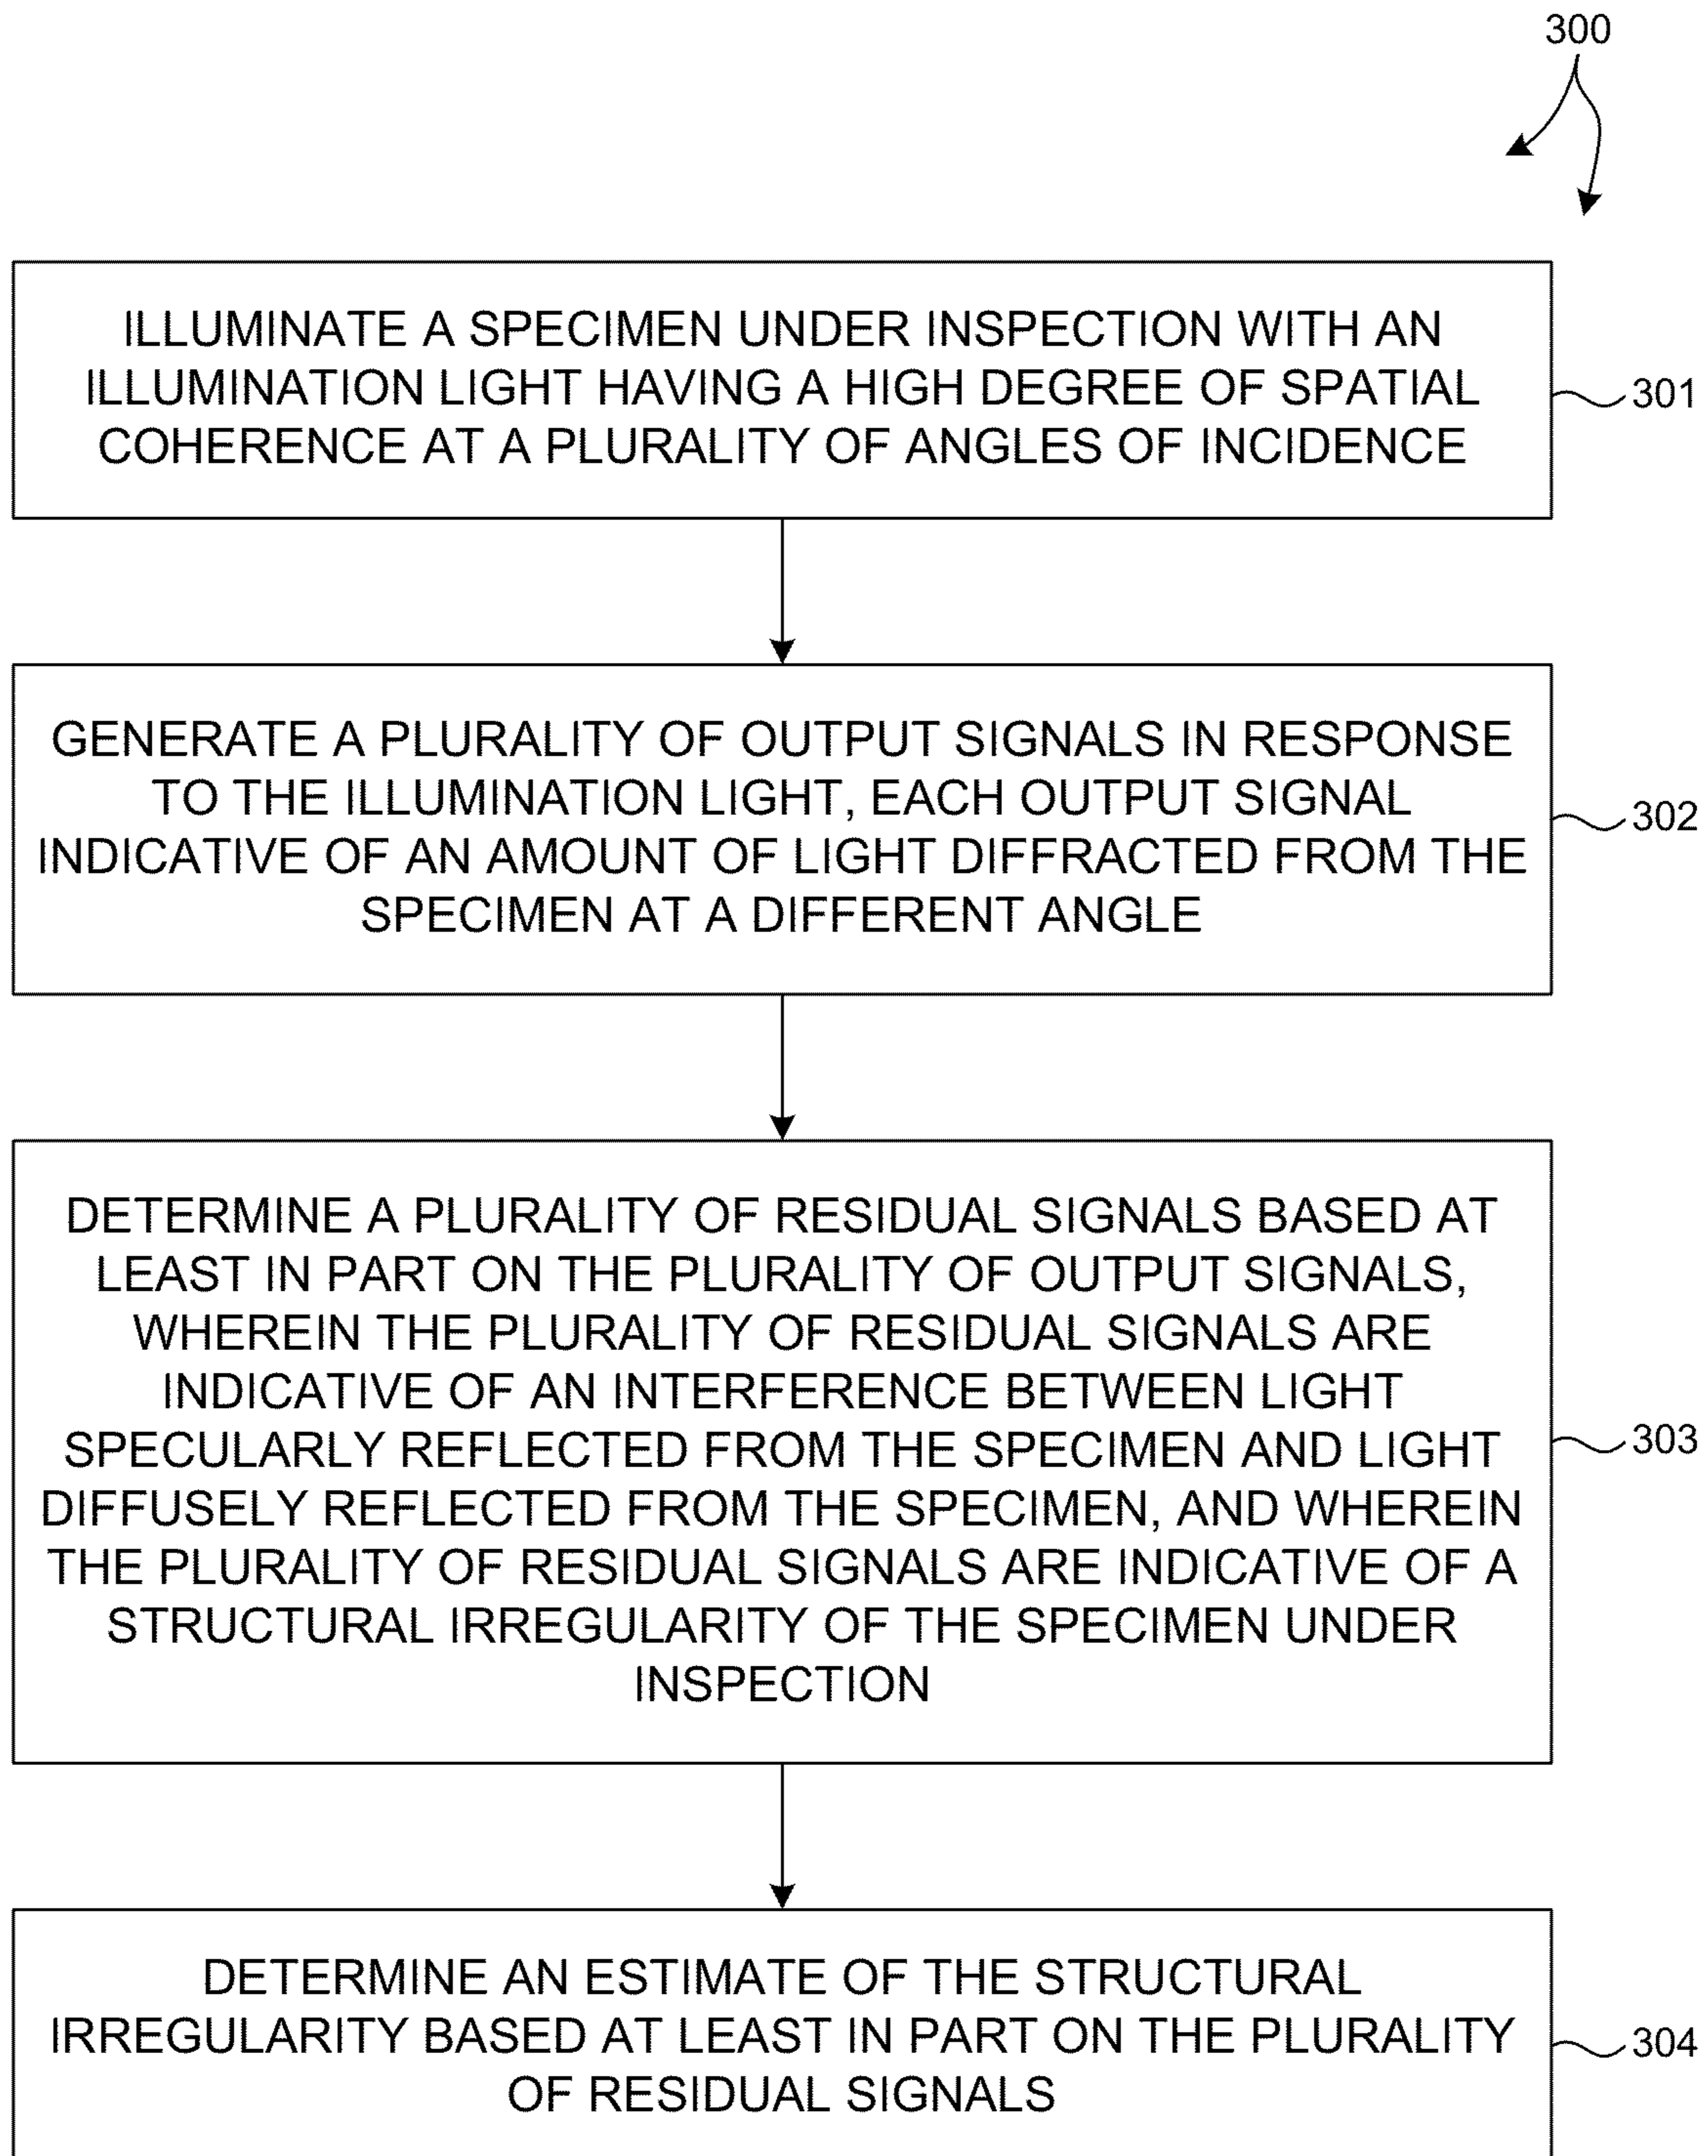 300
ILLUMINATE A SPECIMEN UNDER INSPECTION WITH AN
ILLUMINATION LIGHT HAVING A HIGH DEGREE OF SPATIAL
COHERENCE AT A PLURALITY OF ANGLES OF INCIDENCE
301
GENERATE A PLURALITY OF OUTPUT SIGNALS IN RESPONSE
TO THE ILLUMINATION LIGHT, EACH OUTPUT SIGNAL
INDICATIVE OF AN AMOUNT OF LIGHT DIFFRACTED FROM THE
SPECIMEN AT A DIFFERENT ANGLE
302
DETERMINE A PLURALITY OF RESIDUAL SIGNALS BASED AT
LEAST IN PART ON THE PLURALITY OF OUTPUT SIGNALS,
WHEREIN THE PLURALITY OF RESIDUAL SIGNALS ARE
INDICATIVE OF AN INTERFERENCE BETWEEN LIGHT
SPECULARLY REFLECTED FROM THE SPECIMEN AND LIGHT
DIFFUSELY REFLECTED FROM THE SPECIMEN, AND WHEREIN
THE PLURALITY OF RESIDUAL SIGNALS ARE INDICATIVE OF A
STRUCTURAL IRREGULARITY OF THE SPECIMEN UNDER
INSPECTION
303
DETERMINE AN ESTIMATE OF THE STRUCTURAL
IRREGULARITY BASED AT LEAST IN PART ON THE PLURALITY
OF RESIDUAL SIGNALS
304